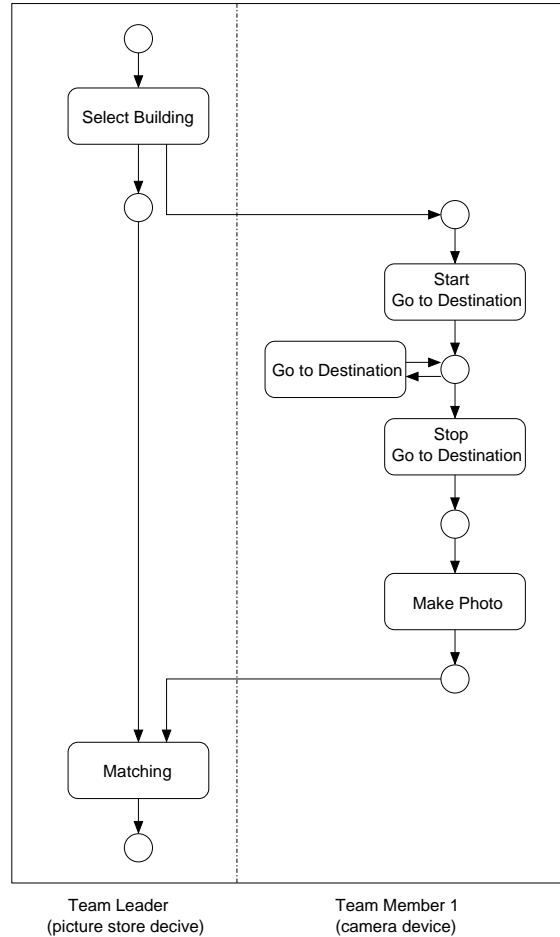 Select Building
Start
Go to Destination
Go to Destination
Stop
Go to Destination
Make Photo
Matching
Team Leader
(picture store decive)
Team Member 1
(camera device)